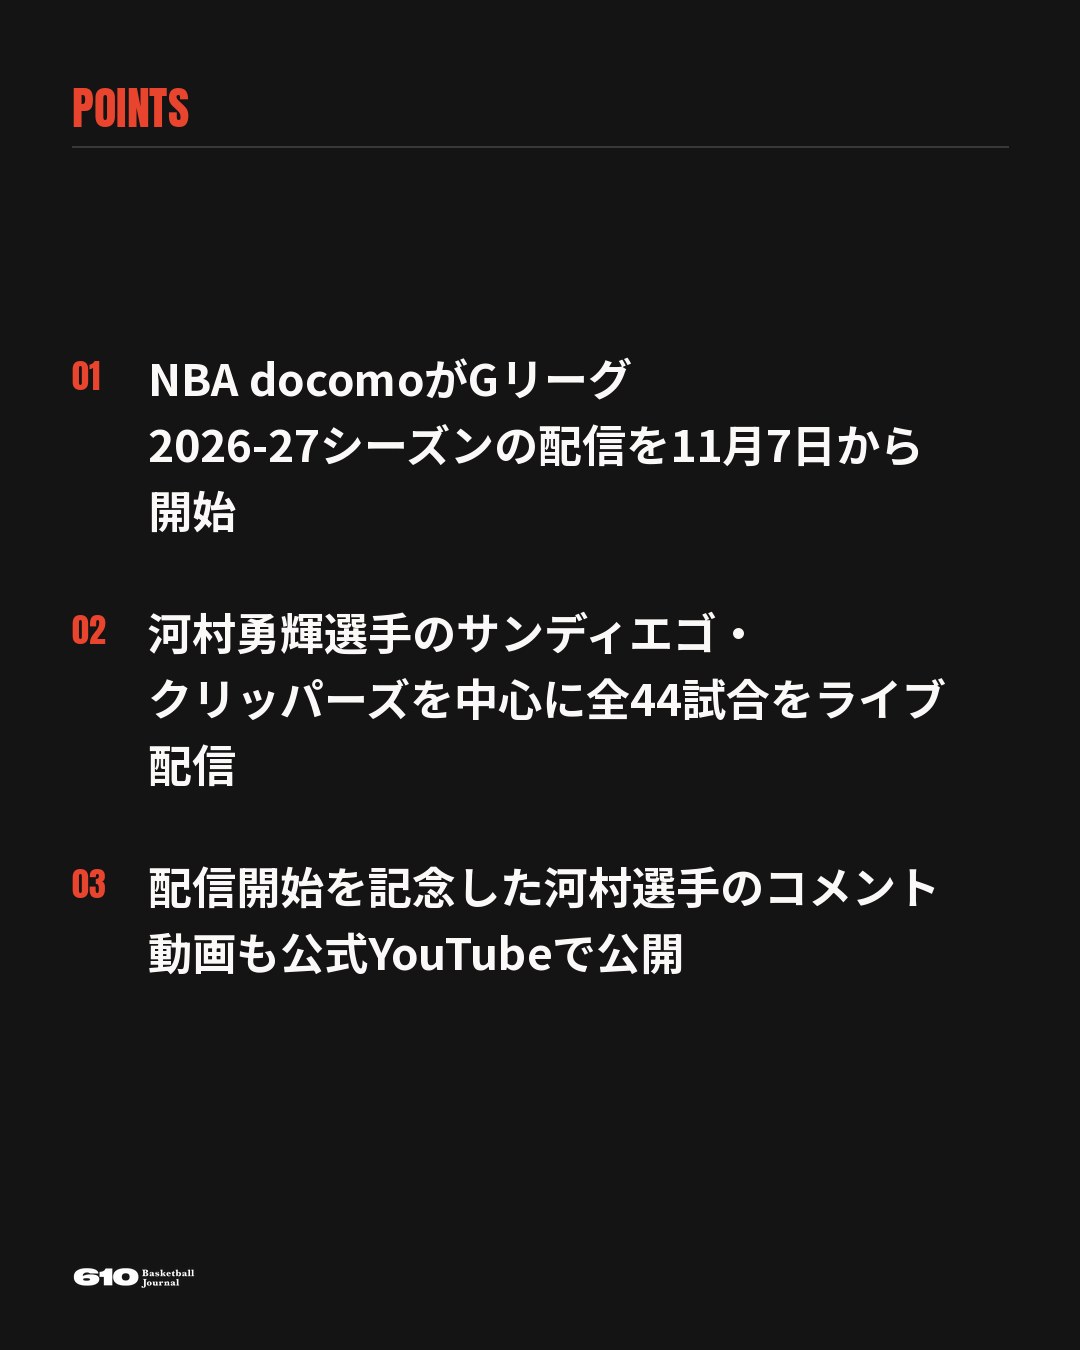 POINTS
01
NBA docomoがGリーグ
2026-27シーズンの配信を11月7日から
開始
02
河村勇輝選手のサンディエゴ・
クリッパーズを中心に全44試合をライブ
配信
03
配信開始を記念した河村選手のコメント
動画も公式YouTubeで公開
610 Basketball
Journal